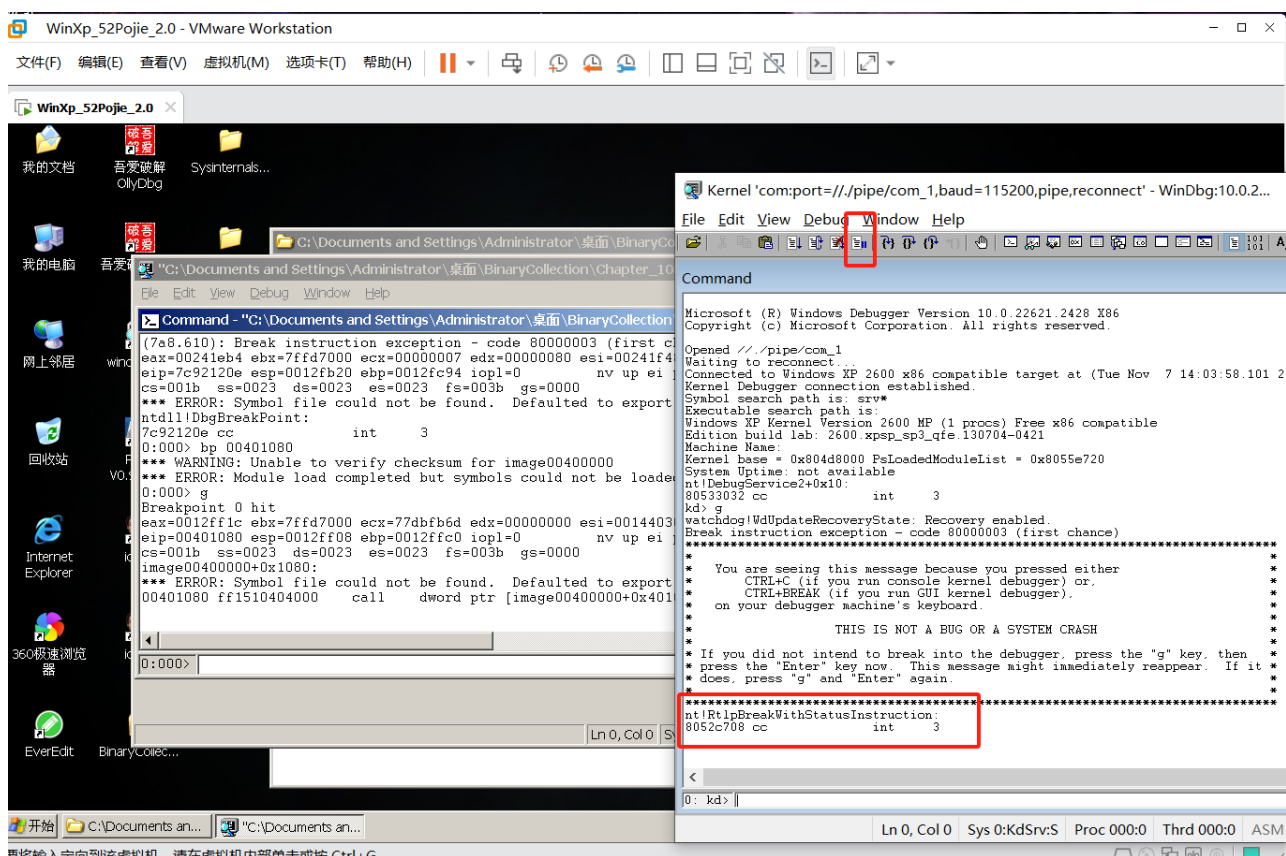 WinXp_52Pojie_2.0 - VMware Workstation
文件(F) 编辑(E) 查看(V) 虚拟机(M) 选项卡(T) 帮助(H)
WinXp_52Pojie_2.0
我的文档
吾爱破解
OllyDbg
Sysinternals...
我的电脑
吾爱
网上邻居
wind
回收站
V0.
Internet
Explorer
360极速浏览
器
EverEdit
BinaryCollec...
C:\Documents and Settings\Administrator\桌面\BinaryCo
"C:\Documents and Settings\Administrator\桌面\BinaryCollection\Chapter_10
File Edit View Debug Window Help
Command - "C:\Documents and Settings\Administrator\桌面\BinaryCollection
(7a8.610): Break instruction exception - code 80000003 (first c
eax=00241eb4 ebx=7ffd7000 ecx=00000007 edx=00000080 esi=00241f4
eip=7c92120e esp=0012fb20 ebp=0012fc94 iopl=0 nv up ei
cs=001b ss=0023 ds=0023 es=0023 fs=003b gs=0000
*** ERROR: Symbol file could not be found. Defaulted to export
ntdll!DbgBreakPoint:
7c92120e cc int 3
0:000> bp 00401080
*** WARNING: Unable to verify checksum for image00400000
*** ERROR: Module load completed but symbols could not be loade
0:000> g
Breakpoint 0 hit
eax=0012ff1c ebx=7ffd7000 ecx=77dbfb6d edx=00000000 esi=0014403
eip=00401080 esp=0012ff08 ebp=0012ffc0 iopl=0 nv up ei
cs=001b ss=0023 ds=0023 es=0023 fs=003b gs=0000
image00400000+0x1080:
*** ERROR: Symbol file could not be found. Defaulted to export
00401080 ff1510404000 call dword ptr [image00400000+0x401
0:000>
Ln 0, Col 0 S
Kernel 'com:port=//./pipe/com_1,baud=115200,pipe,reconnect' - WinDbg:10.0.2...
File Edit View Debug Window Help
Command
Microsoft (R) Windows Debugger Version 10.0.22621.2428 X86
Copyright (c) Microsoft Corporation. All rights reserved.
Opened //./pipe/com_1
Waiting to reconnect...
Connected to Windows XP 2600 x86 compatible target at (Tue Nov 7 14:03:58.101 2
Kernel Debugger connection established.
Symbol search path is: srv*
Executable search path is:
Windows XP Kernel Version 2600 MP (1 procs) Free x86 compatible
Edition build lab: 2600.xpsp_sp3_qfe.130704-0421
Machine Name:
Kernel base = 0x804d8000 PsLoadedModuleList = 0x8055e720
System Uptime: not available
nt!DebugService2+0x10:
80533032 cc int 3
kd> g
watchdog!WdUpdateRecoveryState: Recovery enabled.
Break instruction exception - code 80000003 (first chance)
*******************************************************************************
* *
* You are seeing this message because you pressed either *
* CTRL+C (if you run console kernel debugger) or, *
* CTRL+BREAK (if you run GUI kernel debugger), *
* on your debugger machine's keyboard. *
* *
* THIS IS NOT A BUG OR A SYSTEM CRASH *
* *
* If you did not intend to break into the debugger, press the "g" key, then *
* press the "Enter" key now. This message might immediately reappear. If it *
* does, press "g" and "Enter" again. *
* *
*******************************************************************************
nt!RtlpBreakWithStatusInstruction:
8052c708 cc int 3
0: kd>
Ln 0, Col 0 Sys 0:KdSrv:S Proc 000:0 Thrd 000:0 ASM
开始 C:\Documents an... "C:\Documents an...